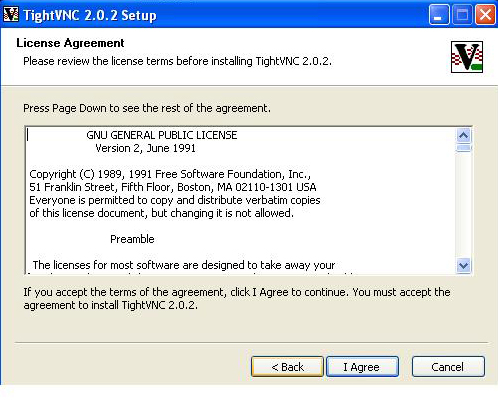 TightVNC 2.0.2 Setup
License Agreement
Please review the license terms before installing TightVNC 2.0.2.
Press Page Down to see the rest of the agreement.
GNU GENERAL PUBLIC LICENSE
Version 2, June 1991
Copyright (C) 1989, 1991 Free Software Foundation, Inc.,
51 Franklin Street, Fifth Floor, Boston, MA 02110-1301 USA
Everyone is permitted to copy and distribute verbatim copies
of this license document, but changing it is not allowed.
Preamble
The licenses for most software are designed to take away your
If you accept the terms of the agreement, click I Agree to continue. You must accept the
agreement to install TightVNC 2.0.2.
< Back
I Agree
Cancel